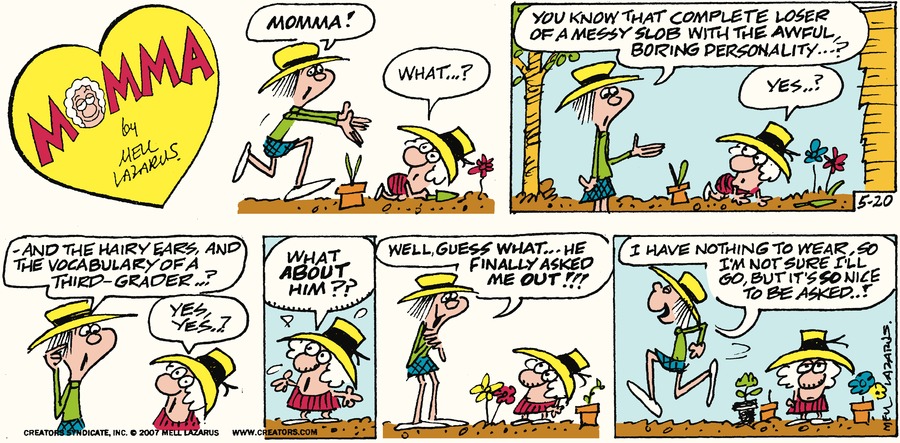 MOMMA
by
MELL
LAZARUS.
MOMMA!
WHAT...?
YOU KNOW THAT COMPLETE LOSER
OF A MESSY SLOB WITH THE AWFUL,
BORING PERSONALITY...?
YES..?
5-20
-AND THE HAIRY EARS, AND
THE VOCABULARY OF A
THIRD-GRADER...?
YES,
YES..?
CREATORS SYNDICATE, INC. © 2007 MELL LAZARUS WWW.CREATORS.COM
WHAT
ABOUT
HIM??
WELL, GUESS WHAT... HE
FINALLY ASKED
ME OUT!!!
I HAVE NOTHING TO WEAR, SO
I'M NOT SURE I'LL
GO, BUT IT'S SO NICE
TO BE ASKED..!
MELL LAZARUS.